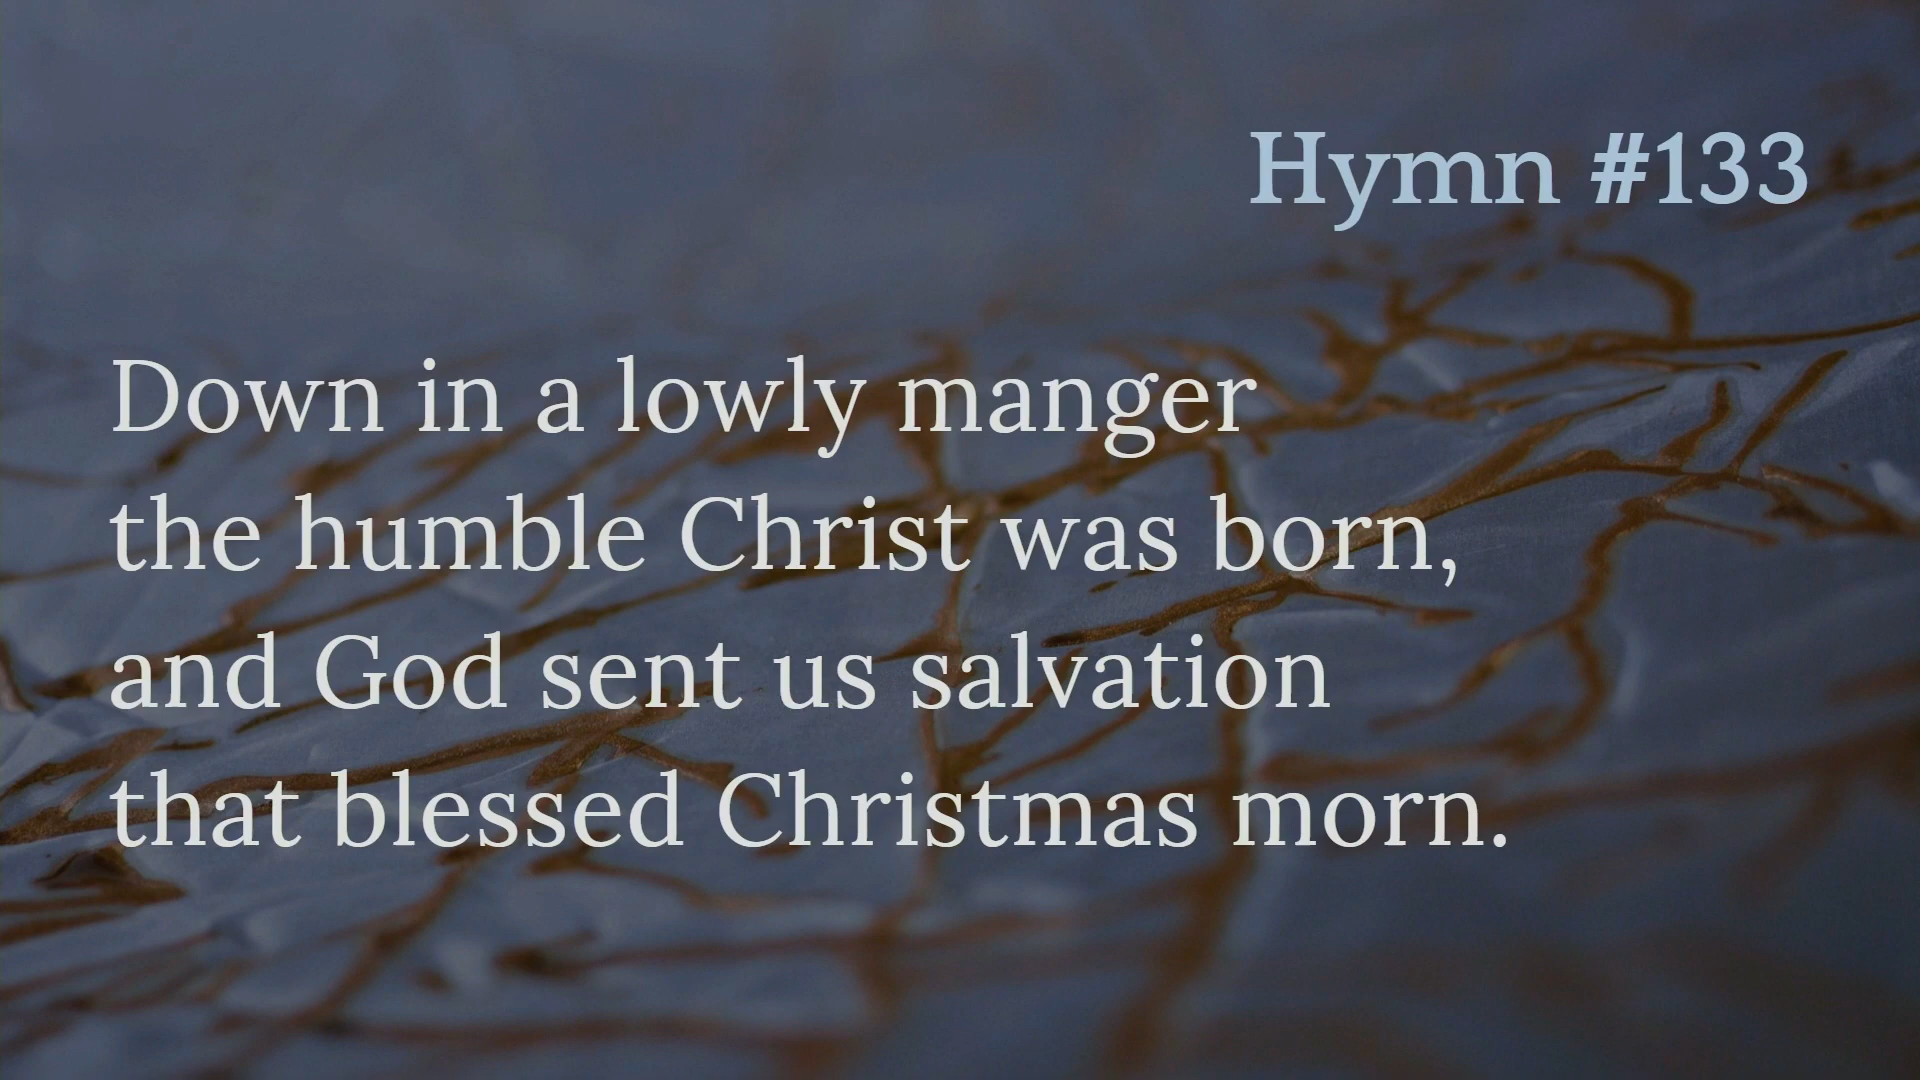 Hymn #133
Down in a lowly manger
the humble Christ was born,
and God sent us salvation
that blessed Christmas morn.